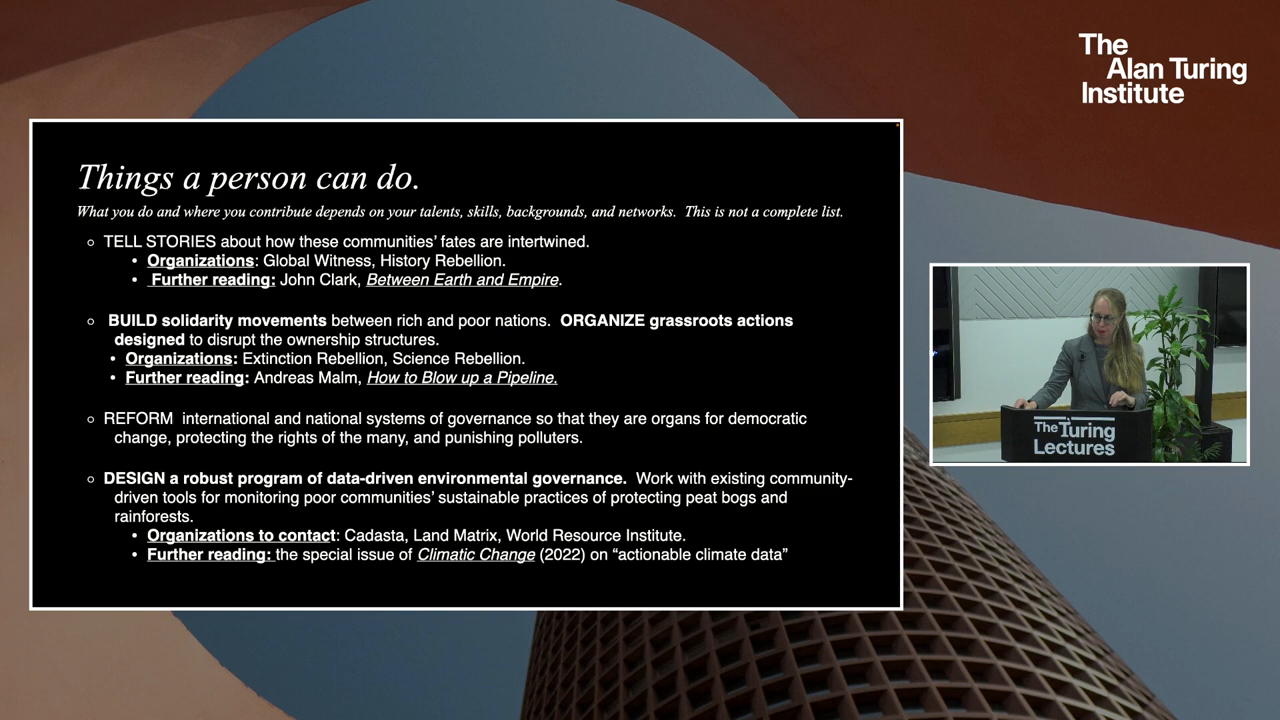 The
Alan Turing
Institute
Things a person can do.
What you do and where you contribute depends on your talents, skills, backgrounds, and networks. This is not a complete list.
○ TELL STORIES about how these communities’ fates are intertwined.
• Organizations: Global Witness, History Rebellion.
• Further reading: John Clark, Between Earth and Empire.
○ BUILD solidarity movements between rich and poor nations. ORGANIZE grassroots actions
designed to disrupt the ownership structures.
• Organizations: Extinction Rebellion, Science Rebellion.
• Further reading: Andreas Malm, How to Blow up a Pipeline.
○ REFORM international and national systems of governance so that they are organs for democratic
change, protecting the rights of the many, and punishing polluters.
○ DESIGN a robust program of data-driven environmental governance. Work with existing community-
driven tools for monitoring poor communities’ sustainable practices of protecting peat bogs and
rainforests.
• Organizations to contact: Cadasta, Land Matrix, World Resource Institute.
• Further reading: the special issue of Climatic Change (2022) on “actionable climate data”
The Turing
Lectures